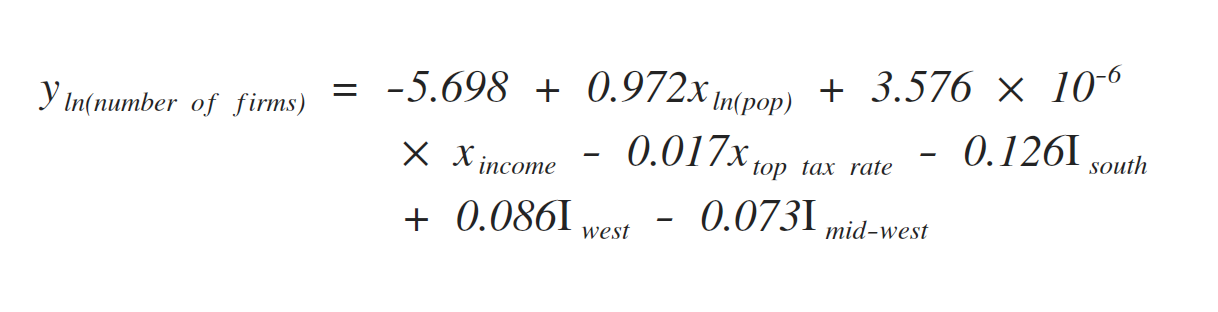 y ln(number of firms) = -5.698 + 0.972x ln(pop) + 3.576 × 10-6
× x income - 0.017x top tax rate - 0.126I south
+ 0.086I west - 0.073I mid-west